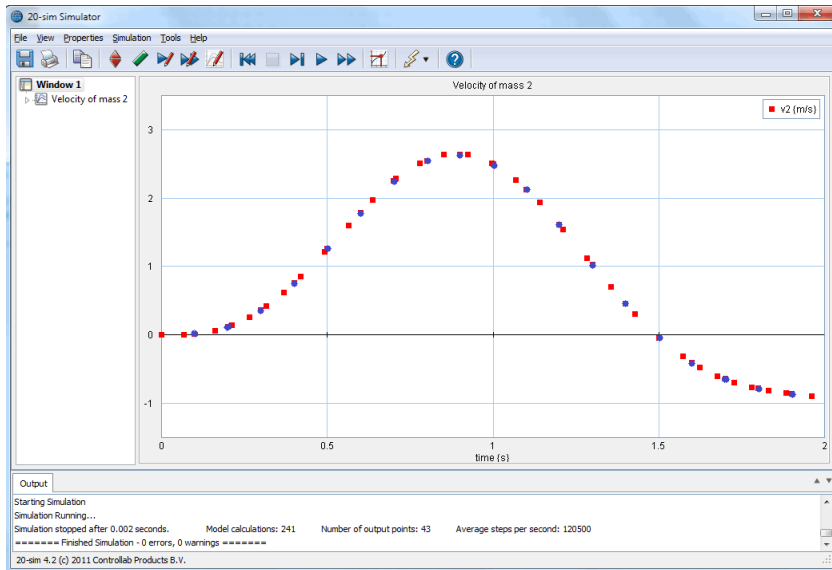 20-sim Simulator
File View Properties Simulation Tools Help
Window 1
Velocity of mass 2
Velocity of mass 2
v2 {m/s}
3
2
1
0
-1
0 0.5 1 1.5 2
time {s}
Output
Starting Simulation
Simulation Running...
Simulation stopped after 0.002 seconds. Model calculations: 241 Number of output points: 43 Average steps per second: 120500
======= Finished Simulation - 0 errors, 0 warnings =======
20-sim 4.2 (c) 2011 Controllab Products B.V.